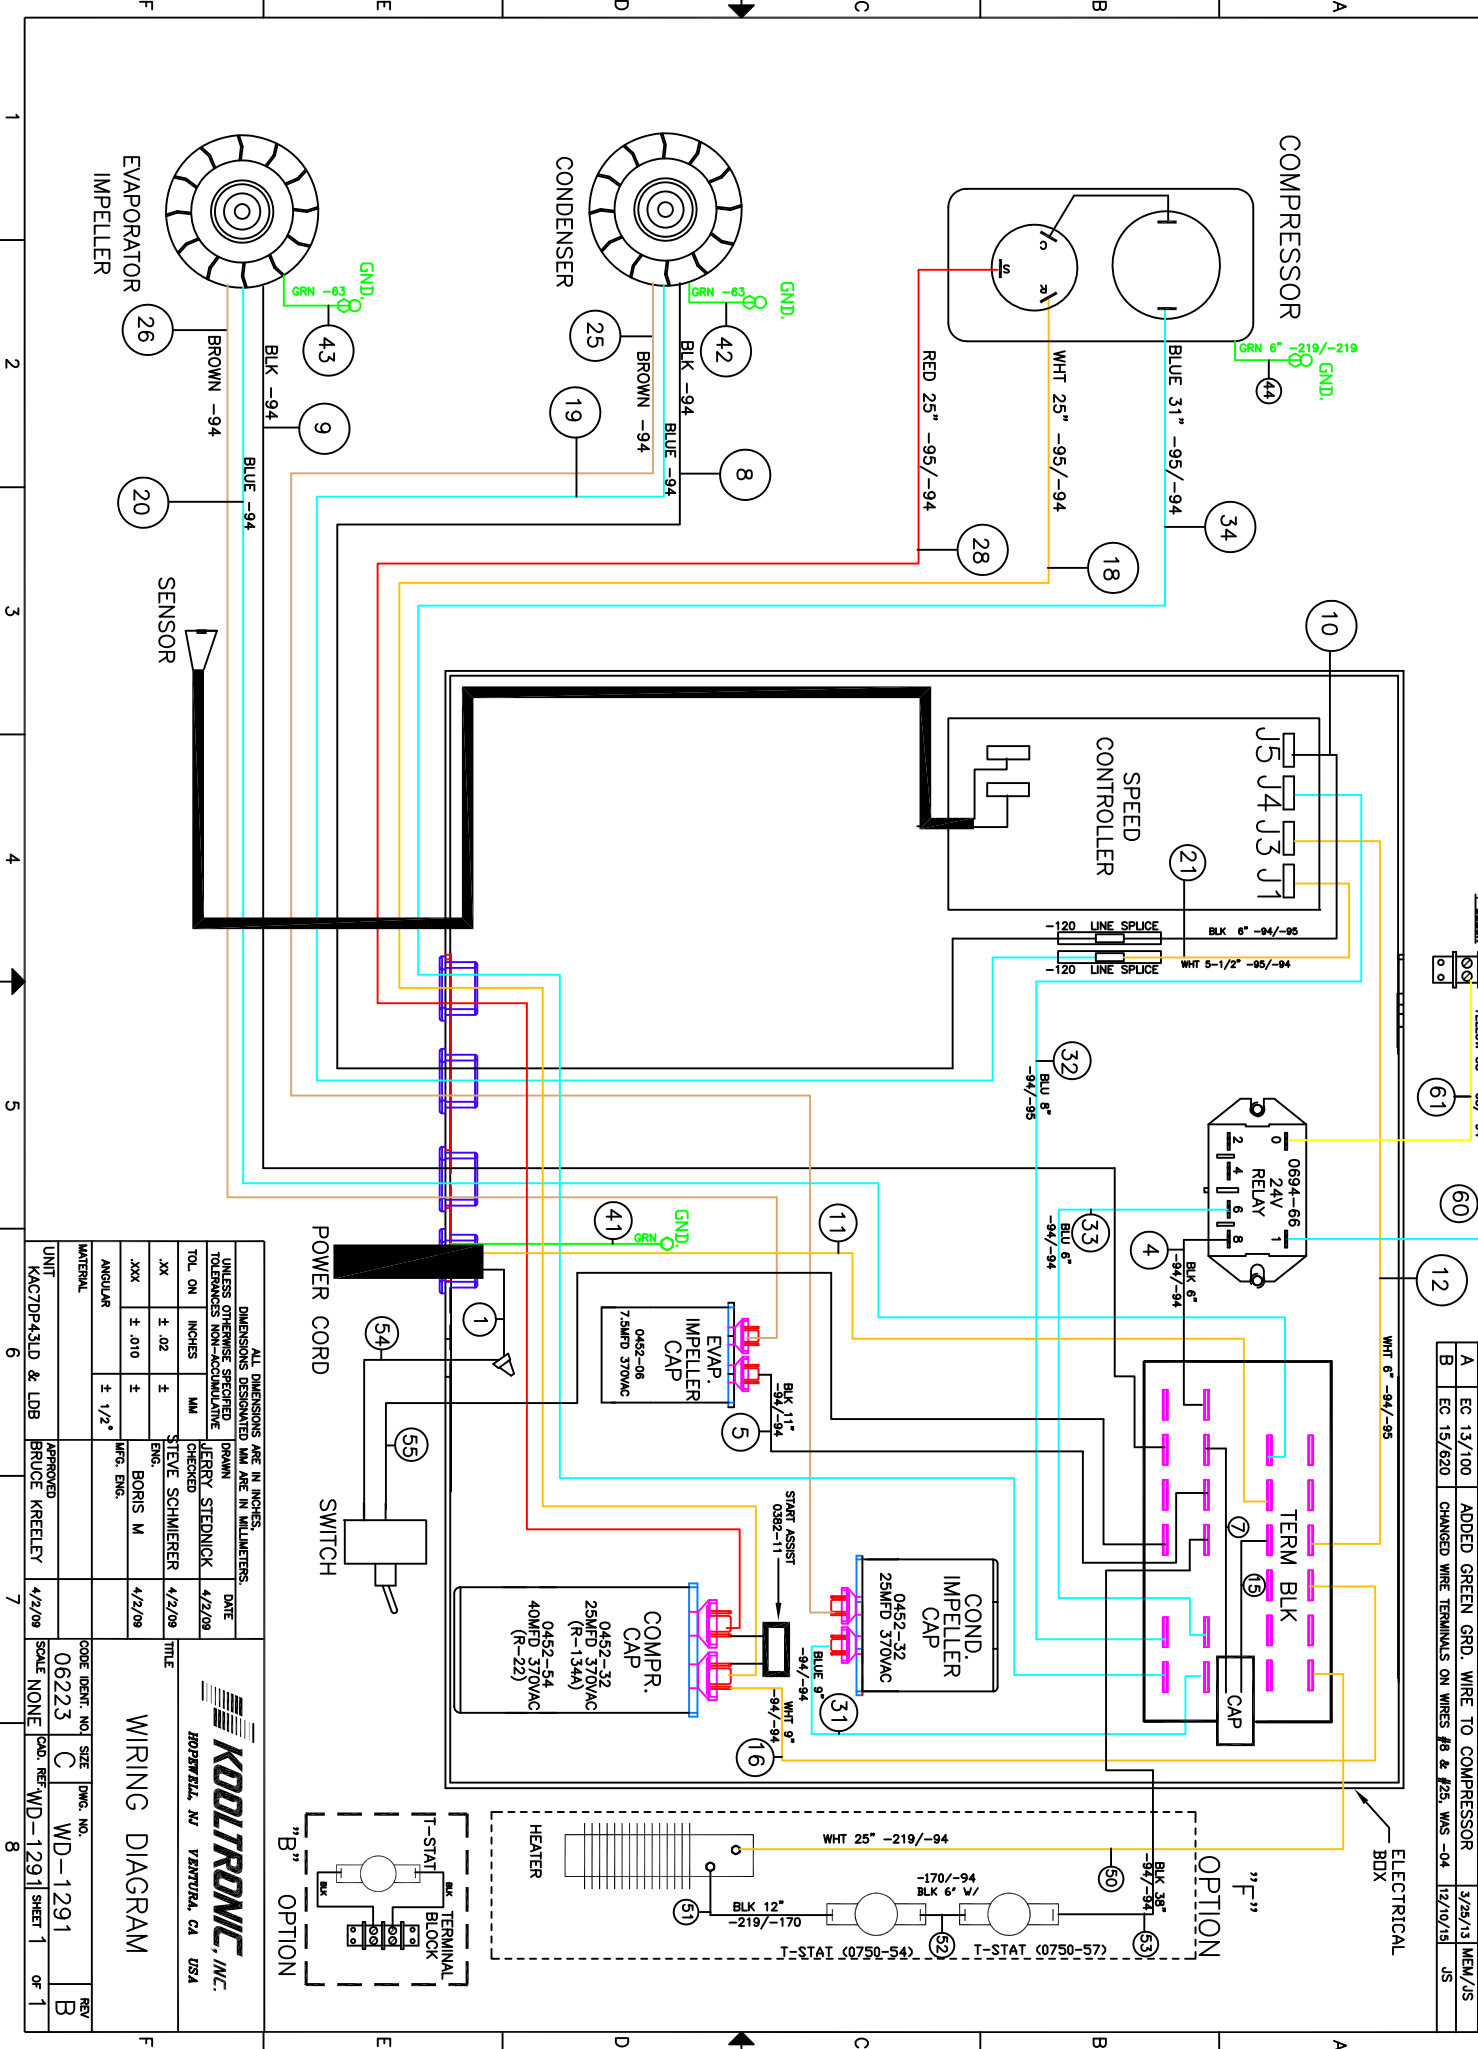 A EC 13/100 ADDED GREEN GRD. WIRE TO COMPRESSOR 3/25/13 MEM/JS
B EC 15/620 CHANGED WIRE TERMINALS ON WIRES #8 & #25, WAS -04 12/10/15 JS
1 2 3 4 5 6 7 8
A
B
C
D
E
F
A
B
C
D
E
F
COMPRESSOR
C
S
R
GRN 6" -219/-219
GND.
44
BLUE 31" -95/-94
34
WHT 25" -95/-94
18
RED 25" -95/-94
28
CONDENSER
GND.
GRN -63
42
BLK -94
8
BLUE -94
19
BROWN -94
25
EVAPORATOR
IMPELLER
GND.
GRN -63
43
BLK -94
9
BLUE -94
20
BROWN -94
26
SENSOR
10
J5 J4 J3 J1
SPEED
CONTROLLER
21
-120 LINE SPLICE
BLK 6" -94/-95
-120 LINE SPLICE
WHT 5-1/2" -95/-94
61
60
12
WHT 6" -94/-95
32
BLU 8"
-94/-95
0694-66
24V
RELAY
0 1
2 4 6 8
33
BLU 6"
-94/-94
4
BLK 6"
-94/-94
11
41
GRN
GND.
POWER CORD
1
54
55
SWITCH
EVAP.
IMPELLER
CAP
0452-06
7.5MFD 370VAC
BLK 11"
-94/-94
5
START ASSIST
0382-11
COND.
IMPELLER
CAP
0452-32
25MFD 370VAC
BLUE 9"
-94/-94
31
WHT 9"
-94/-94
16
COMPR.
CAP
0452-32
25MFD 370VAC
(R-134A)
0452-54
40MFD 370VAC
(R-22)
TERM BLK
7
15
CAP
ELECTRICAL
BOX
"F"
OPTION
HEATER
WHT 25" -219/-94
50
BLK 38"
-94/-94
53
-170/-94
BLK 6" W/
52
51
BLK 12"
-219/-170
T-STAT (0750-54)
T-STAT (0750-57)
"B" OPTION
T-STAT
BLK
BLK
TERMINAL
BLOCK
ALL DIMENSIONS ARE IN INCHES,
DIMENSIONS DESIGNATED MM ARE IN MILLIMETERS.
UNLESS OTHERWISE SPECIFIED
TOLERANCES NON-ACCUMULATIVE
TOL ON INCHES MM
.XX ± .02 ±
.XXX ± .010 ±
ANGULAR ± 1/2°
MATERIAL
UNIT
KAC7DP43LD & LDB
DRAWN DATE
JERRY STEDNICK 4/2/09
CHECKED
STEVE SCHMIERER 4/2/09
ENG.
BORIS M 4/2/09
MFG. ENG.
APPROVED
BRUCE KREELEY 4/2/09
KOOLTRONIC, INC.
HOPEWELL, NJ VENTURA, CA USA
TITLE
WIRING DIAGRAM
CODE IDENT. NO. SIZE DWG. NO. REV
06223 C WD-1291 B
SCALE NONE CAD. REF. WD-1291 SHEET 1 OF 1